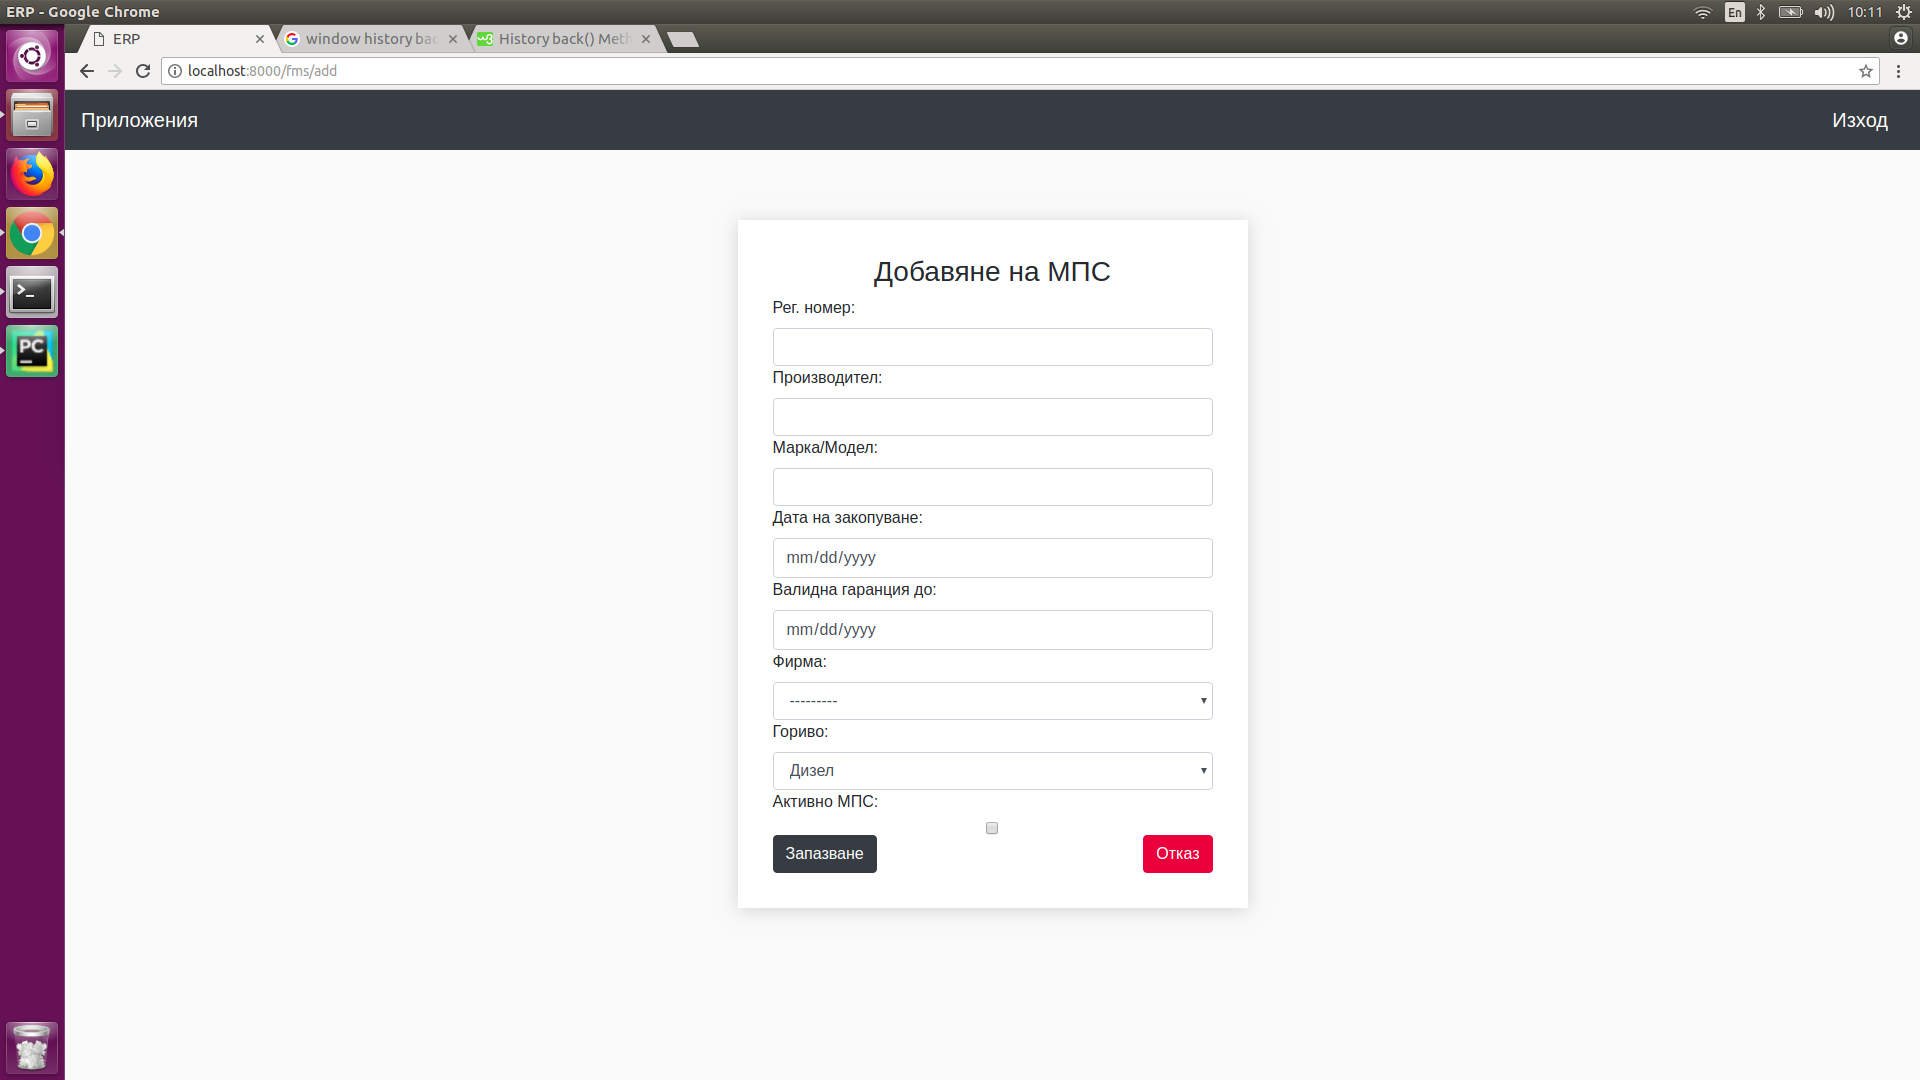 ERP - Google Chrome
En
10:11
ERP
window history bac
History back() Meth
localhost:8000/fms/add
Приложения
Изход
Добавяне на МПС
Рег. номер:
Производител:
Марка/Модел:
Дата на закопуване:
mm/dd/yyyy
Валидна гаранция до:
mm/dd/yyyy
Фирма:
---------
Гориво:
Дизел
Активно МПС:
Запазване
Отказ
PC